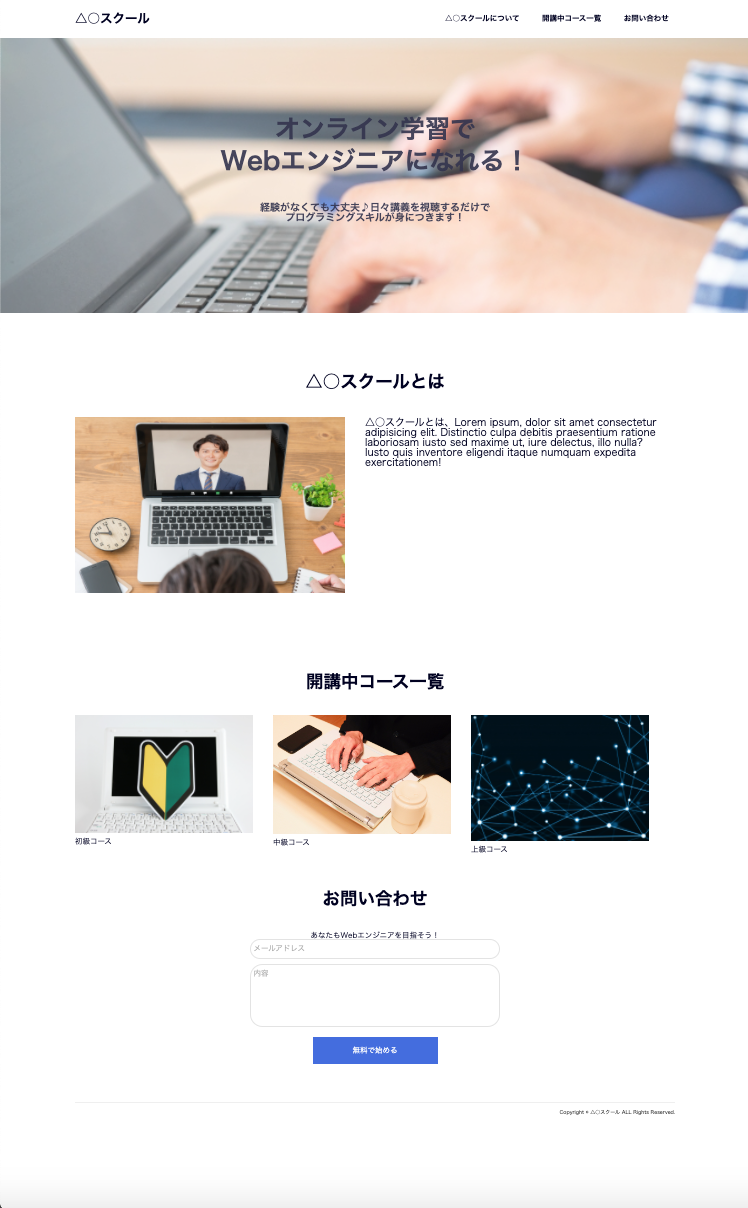 △○スクール
△○スクールについて 開講中コース一覧 お問い合わせ
オンライン学習で
Webエンジニアになれる！
経験がなくても大丈夫♪日々講義を視聴するだけで
プログラミングスキルが身につきます！
△○スクールとは
△○スクールとは、Lorem ipsum, dolor sit amet consectetur
adipisicing elit. Distinctio culpa debitis praesentium ratione
laboriosam iusto sed maxime ut, iure delectus, illo nulla?
Iusto quis inventore eligendi itaque numquam expedita
exercitationem!
開講中コース一覧
初級コース
中級コース
上級コース
お問い合わせ
あなたもWebエンジニアを目指そう！
メールアドレス
内容
無料で始める
Copyright © △○スクール ALL Rights Reserved.